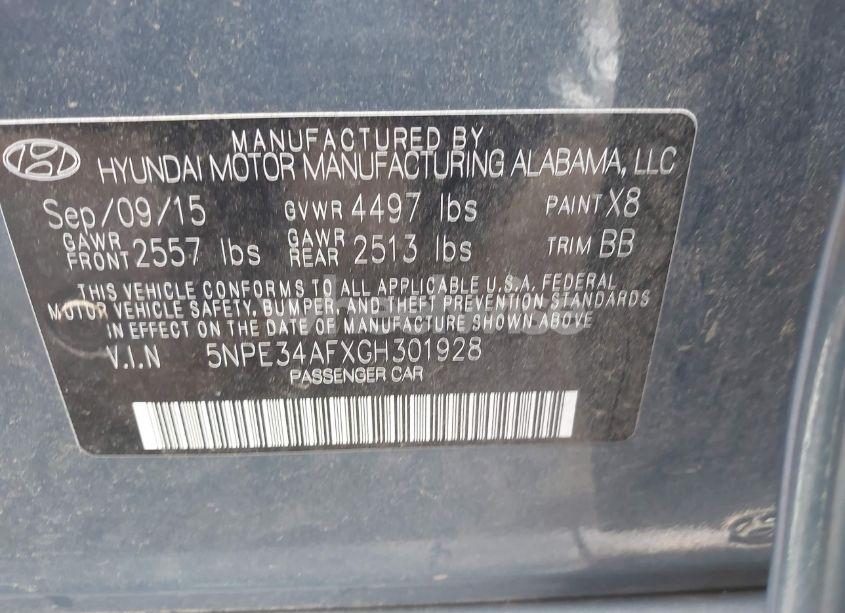 MANUFACTURED BY
HYUNDAI MOTOR MANUFACTURING ALABAMA, LLC
Sep/09/15 GVWR 4497 lbs PAINT X8
GAWR FRONT 2557 lbs GAWR REAR 2513 lbs TRIM BB
THIS VEHICLE CONFORMS TO ALL APPLICABLE U.S.A. FEDERAL
MOTOR VEHICLE SAFETY, BUMPER, AND THEFT PREVENTION STANDARDS
IN EFFECT ON THE DATE OF MANUFACTURE SHOWN ABOVE.
V.I.N 5NPE34AFXGH301928
PASSENGER CAR